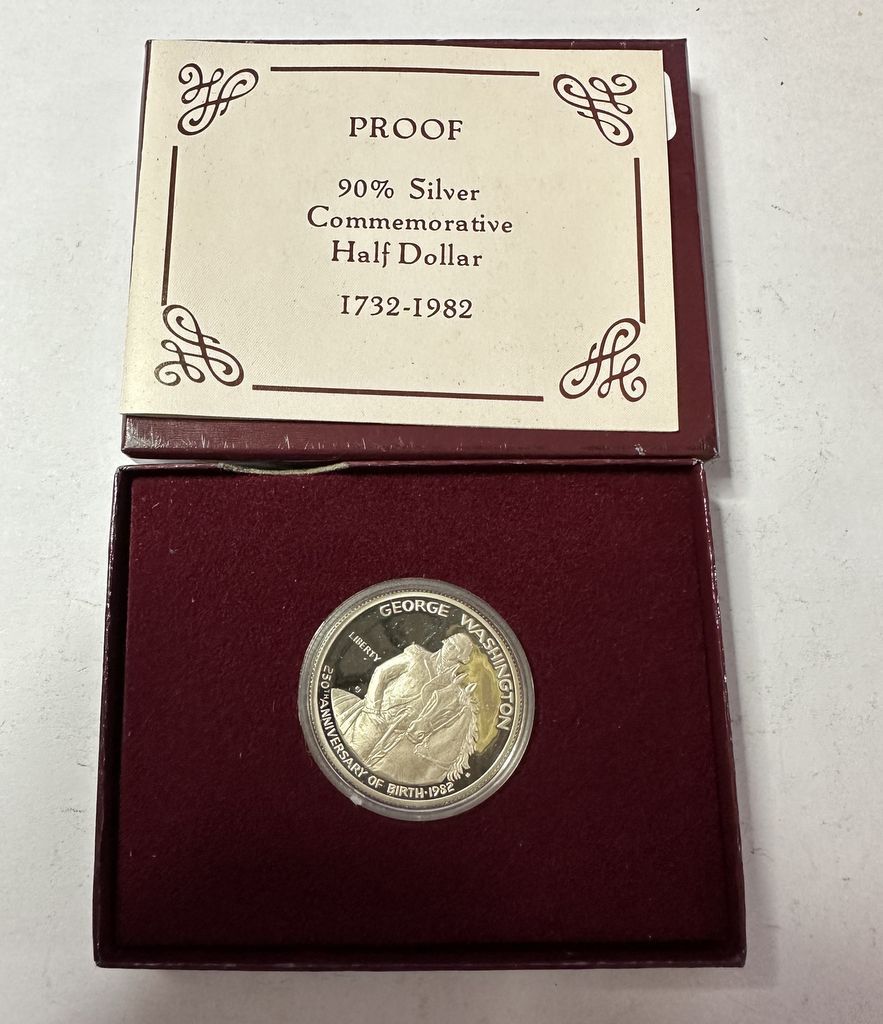 PROOF
90% Silver
Commemorative
Half Dollar
1732-1982
GEORGE WASHINGTON
LIBERTY
250TH ANNIVERSARY OF BIRTH·1982